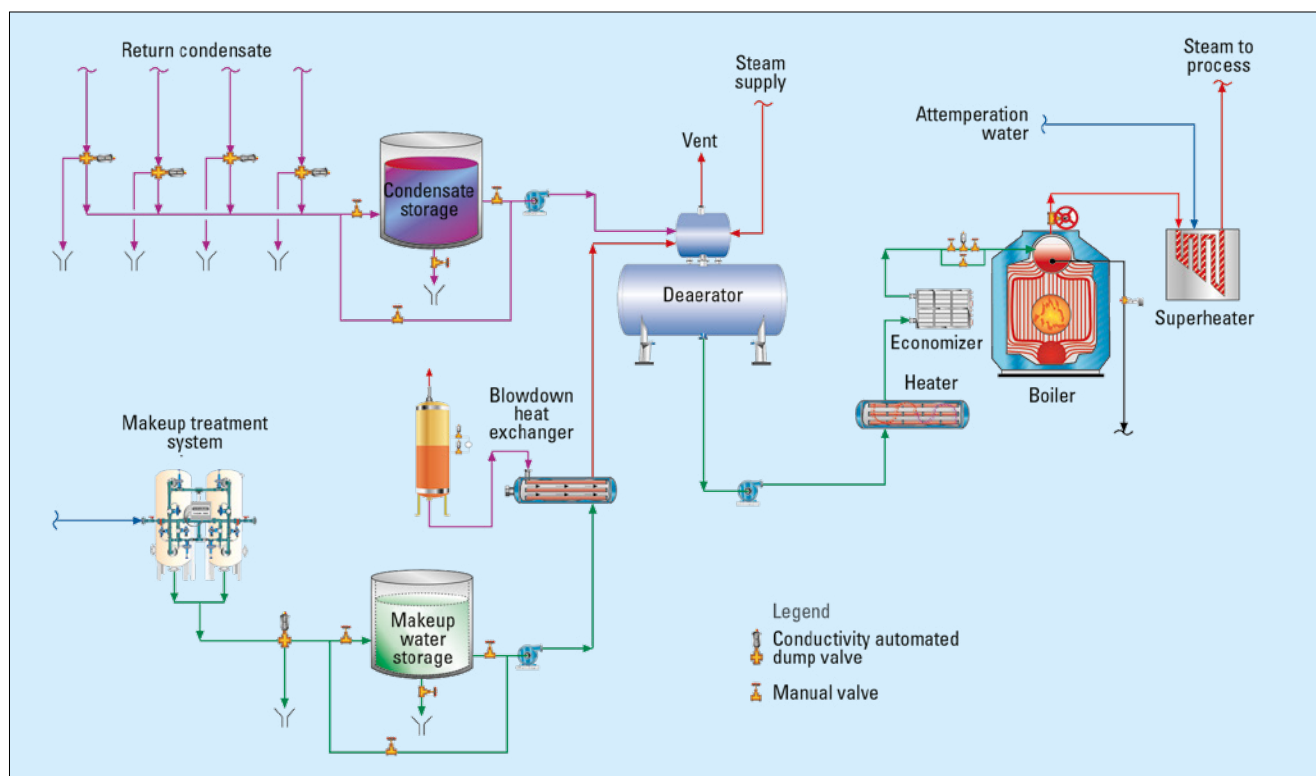 Return condensate
Steam
supply
Steam to
process
Attemperation
water
Vent
Condensate
storage
Deaerator
Economizer
Superheater
Heater
Boiler
Blowdown
heat
exchanger
Makeup treatment
system
Makeup
water
storage
Legend
Conductivity automated
dump valve
Manual valve